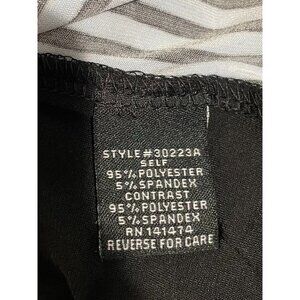 STYLE#30223A
SELF
95%POLYESTER
5%SPANDEX
CONTRAST
95%POLYESTER
5%SPANDEX
RN 141474
REVERSE FOR CARE